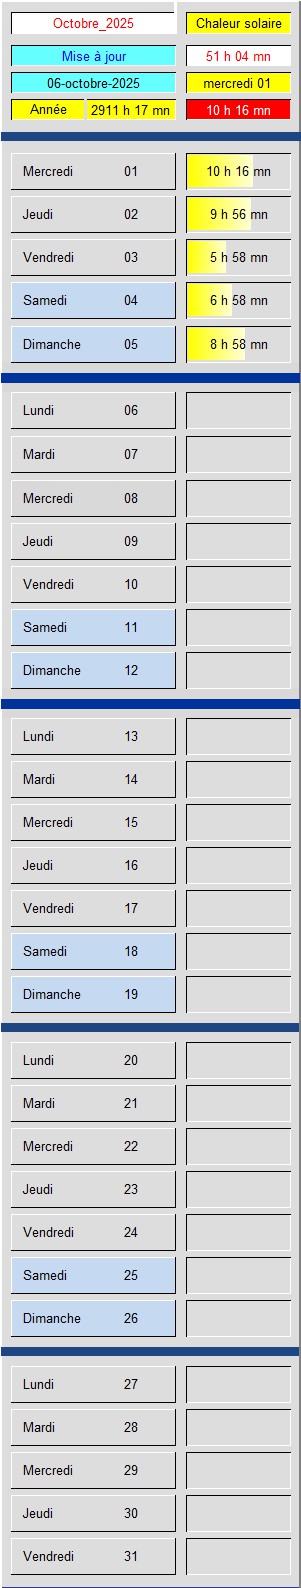 Octobre_2025 Chaleur solaire
Mise à jour 51 h 04 mn
06-octobre-2025 mercredi 01
Année 2911 h 17 mn 10 h 16 mn
Mercredi 01 10 h 16 mn
Jeudi 02 9 h 56 mn
Vendredi 03 5 h 58 mn
Samedi 04 6 h 58 mn
Dimanche 05 8 h 58 mn
Lundi 06
Mardi 07
Mercredi 08
Jeudi 09
Vendredi 10
Samedi 11
Dimanche 12
Lundi 13
Mardi 14
Mercredi 15
Jeudi 16
Vendredi 17
Samedi 18
Dimanche 19
Lundi 20
Mardi 21
Mercredi 22
Jeudi 23
Vendredi 24
Samedi 25
Dimanche 26
Lundi 27
Mardi 28
Mercredi 29
Jeudi 30
Vendredi 31